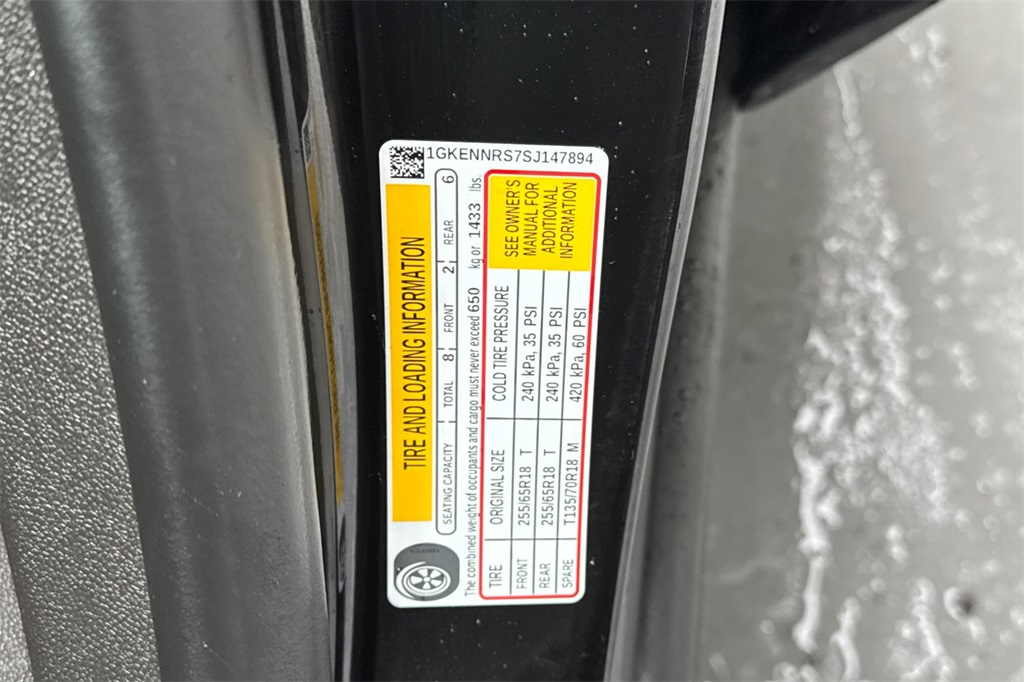 1GKENNRS7SJ147894
TIRE AND LOADING INFORMATION
SEATING CAPACITY TOTAL 8 FRONT 2 REAR 6
The combined weight of occupants and cargo must never exceed 650 kg or 1433 lbs.
TIRE ORIGINAL SIZE COLD TIRE PRESSURE
FRONT 255/65R18 T 240 kPa, 35 PSI
REAR 255/65R18 T 240 kPa, 35 PSI
SPARE T135/70R18 M 420 kPa, 60 PSI
SEE OWNER'S
MANUAL FOR
ADDITIONAL
INFORMATION